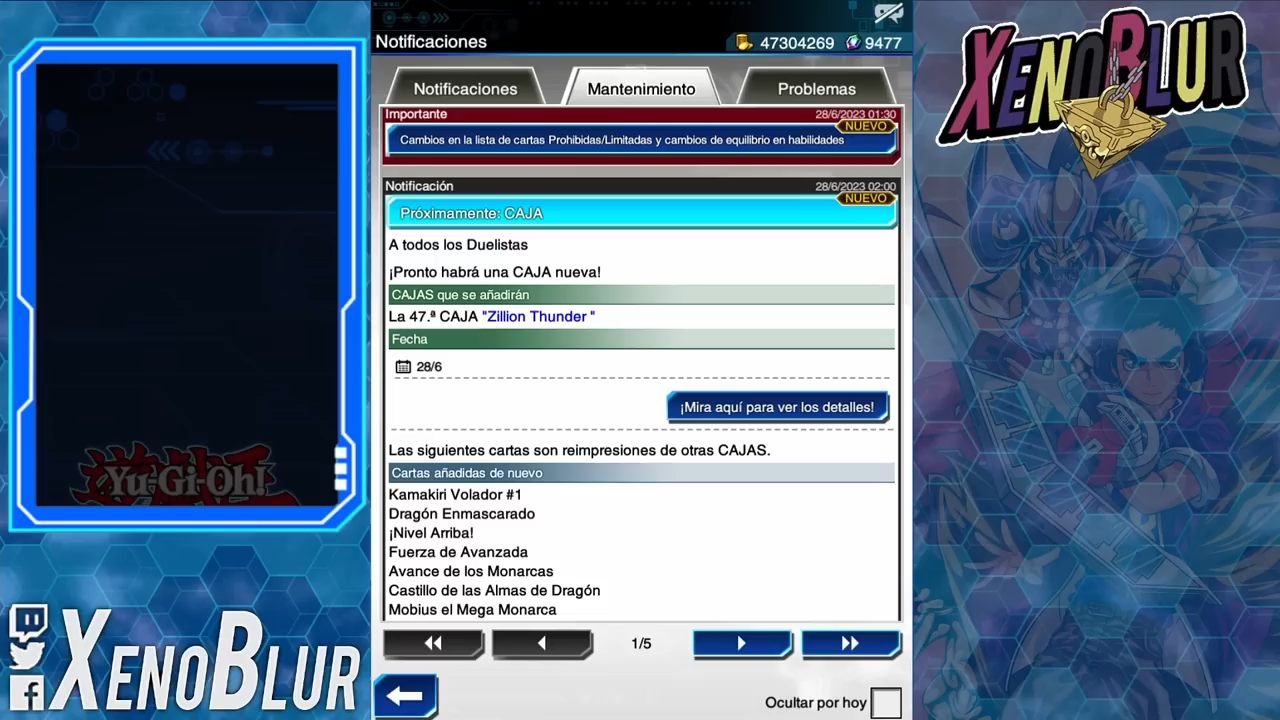 Notificaciones
47304269
9477
XENOBLUR
Notificaciones
Mantenimiento
Problemas
Importante
28/6/2023 01:30
NUEVO
Cambios en la lista de cartas Prohibidas/Limitadas y cambios de equilibrio en habilidades
Notificación
28/6/2023 02:00
NUEVO
Próximamente: CAJA
A todos los Duelistas
¡Pronto habrá una CAJA nueva!
CAJAS que se añadirán
La 47.ª CAJA "Zillion Thunder "
Fecha
28/6
¡Mira aquí para ver los detalles!
Las siguientes cartas son reimpresiones de otras CAJAS.
Cartas añadidas de nuevo
Kamakiri Volador #1
Dragón Enmascarado
¡Nivel Arriba!
Fuerza de Avanzada
Avance de los Monarcas
Castillo de las Almas de Dragón
Mobius el Mega Monarca
Yu-Gi-Oh!
1/5
XENOBLUR
Ocultar por hoy